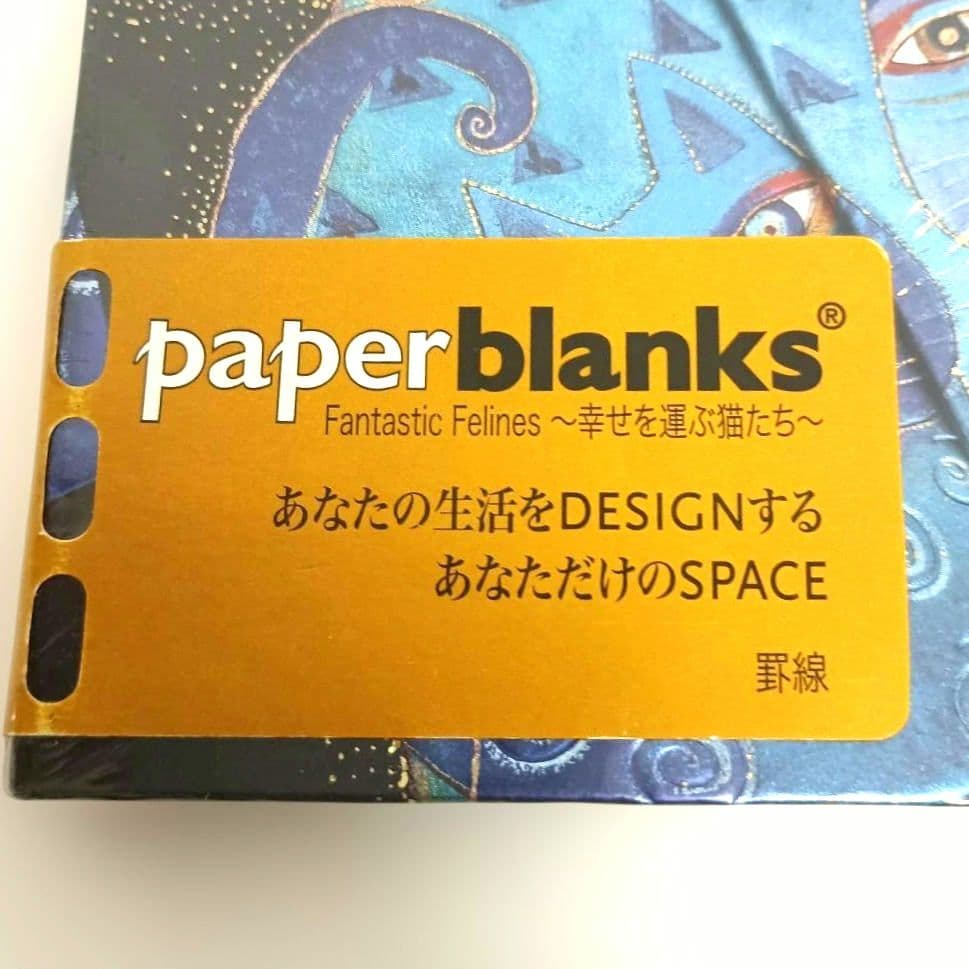 paperblanks®
Fantastic Felines ～幸せを運ぶ猫たち～
あなたの生活をDESIGNする
あなただけのSPACE
罫線